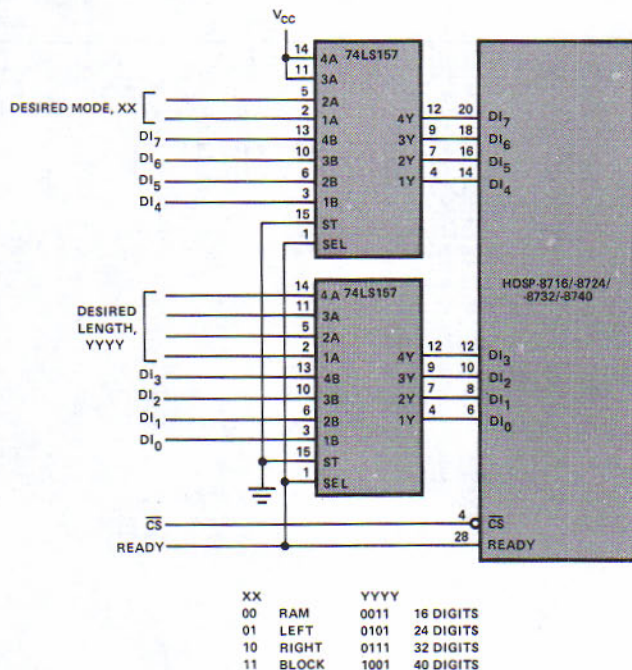 VCC
14 4A 74LS157
11 3A
5 2A
DESIRED MODE, XX
2 1A 4Y 12 20 DI7
DI7 13 4B 3Y 9 18 DI6
DI6 10 3B 2Y 7 16 DI5
DI5 6 2B 1Y 4 14 DI4
DI4 3 1B
15 ST
1 SEL
HDSP-8716/-8724/
-8732/-8740
14 4A 74LS157
11 3A
DESIRED
LENGTH,
YYYY
5 2A
2 1A 4Y 12 12 DI3
DI3 13 4B 3Y 9 10 DI2
DI2 10 3B 2Y 7 8 DI1
DI1 6 2B 1Y 4 6 DI0
DI0 3 1B
15 ST
1 SEL
CS 4 CS
READY 28 READY
XX YYYY
00 RAM 0011 16 DIGITS
01 LEFT 0101 24 DIGITS
10 RIGHT 0111 32 DIGITS
11 BLOCK 1001 40 DIGITS